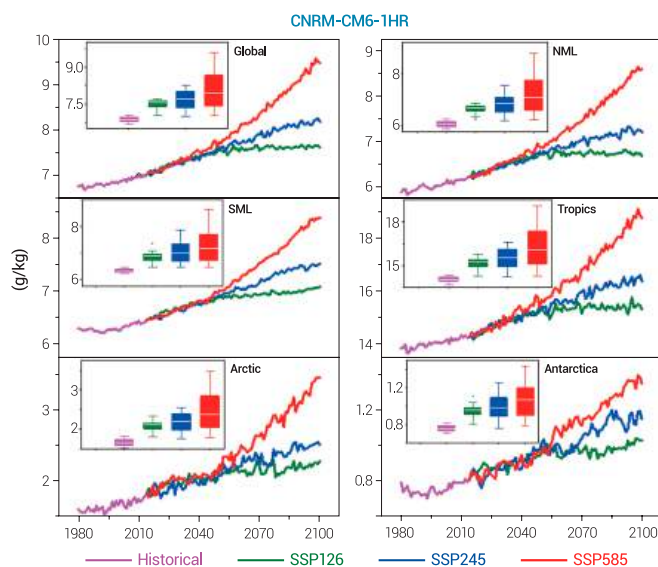 CNRM-CM6-1HR
(g/kg)
10
9
8
7
Global
9.0
7.5
9
8
7
6
NML
8
6
8
7
6
SML
7
6
18
16
14
Tropics
18
15
3
2
Arctic
3
2
1.2
0.8
Antarctica
1.2
1.0
0.8
1980 2010 2040 2070 2100
1980 2010 2040 2070 2100
Historical SSP126 SSP245 SSP585